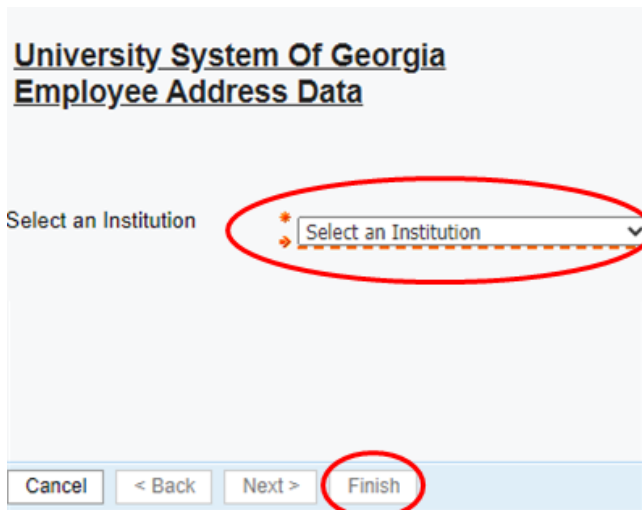 University System Of Georgia
Employee Address Data
Select an Institution
* Select an Institution
Cancel
< Back
Next >
Finish